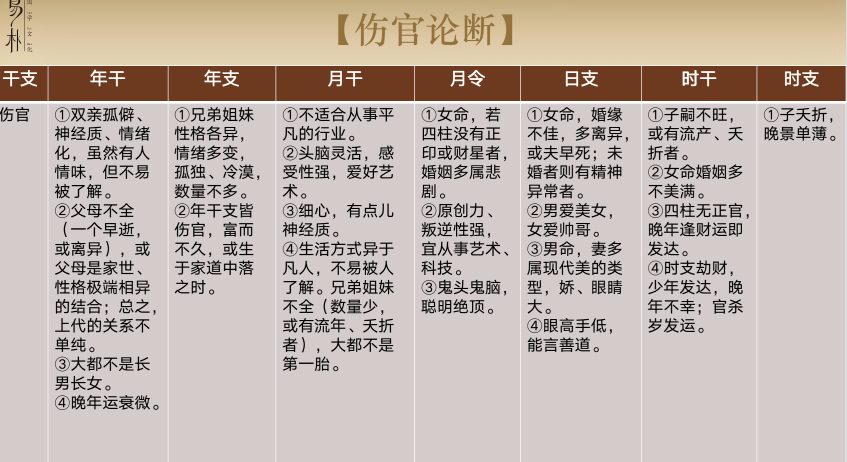 易朴
【伤官论断】
干支 年干 年支 月干 月令 日支 时干 时支
伤官
①双亲孤僻、
神经质、情绪
化，虽然有人
情味，但不易
被了解。
②父母不全
（一个早逝，
或离异），或
父母是家世、
性格极端相异
的结合；总之，
上代的关系不
单纯。
③大都不是长
男长女。
④晚年运衰微。
①兄弟姐妹
性格各异，
情绪多变，
孤独、冷漠，
数量不多。
②年干支皆
伤官，富而
不久，或生
于家道中落
之时。
①不适合从事平
凡的行业。
②头脑灵活，感
受性强，爱好艺
术。
③细心，有点儿
神经质。
④生活方式异于
凡人，不易被人
了解。兄弟姐妹
不全（数量少，
或有流年、夭折
者），大都不是
第一胎。
①女命，若
四柱没有正
印或财星者，
婚姻多属悲
剧。
②原创力、
叛逆性强，
宜从事艺术、
科技。
③鬼头鬼脑，
聪明绝顶。
①女命，婚缘
不佳，多离异，
或夫早死；未
婚者则有精神
异常者。
②男爱美女，
女爱帅哥。
③男命，妻多
属现代美的类
型，娇、眼睛
大。
④眼高手低，
能言善道。
①子嗣不旺，
或有流产、夭
折者。
②女命婚姻多
不美满。
③四柱无正官，
晚年逢财运即
发达。
④时支劫财，
少年发达，晚
年不幸；官杀
岁发运。
①子夭折，
晚景单薄。